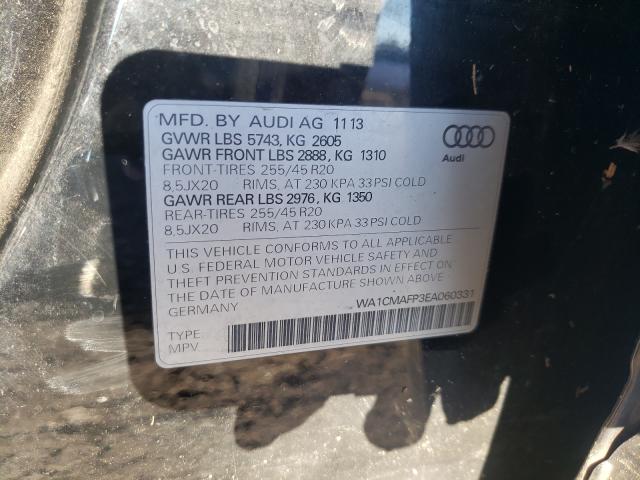 MFD. BY AUDI AG 11 13
GVWR LBS 5743, KG 2605
GAWR FRONT LBS 2888, KG 1310
FRONT-TIRES 255/45 R20
8,5JX20 RIMS, AT 230 KPA 33 PSI COLD
GAWR REAR LBS 2976, KG 1350
REAR-TIRES 255/45 R20
8,5JX20 RIMS, AT 230 KPA 33 PSI COLD
Audi
THIS VEHICLE CONFORMS TO ALL APPLICABLE
U.S. FEDERAL MOTOR VEHICLE SAFETY AND
THEFT PREVENTION STANDARDS IN EFFECT ON
THE DATE OF MANUFACTURE SHOWN ABOVE.
GERMANY
WA1CMAFP3EA060331
TYPE
MPV